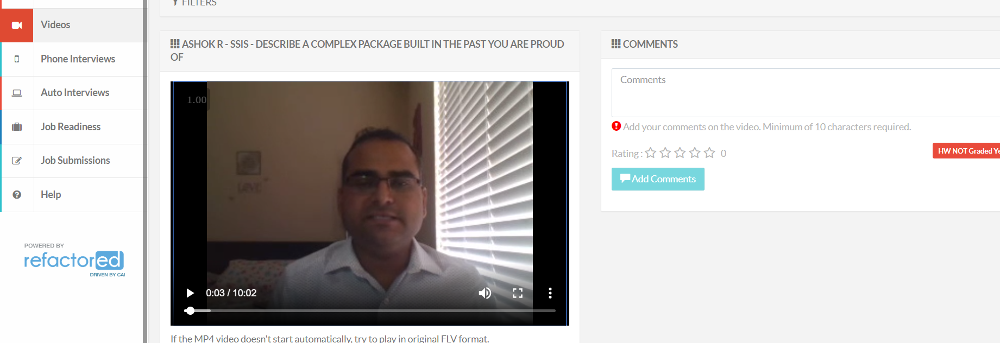 FILTERS
Videos
Phone Interviews
Auto Interviews
Job Readiness
Job Submissions
Help
POWERED BY
refactored
DRIVEN BY CAI
ASHOK R - SSIS - DESCRIBE A COMPLEX PACKAGE BUILT IN THE PAST YOU ARE PROUD
OF
1.00
LOVE
0:03 / 10:02
If the MP4 video doesn't start automatically, try to play in original FLV format.
COMMENTS
Comments
Add your comments on the video. Minimum of 10 characters required.
Rating : 0
HW NOT Graded Ye
Add Comments